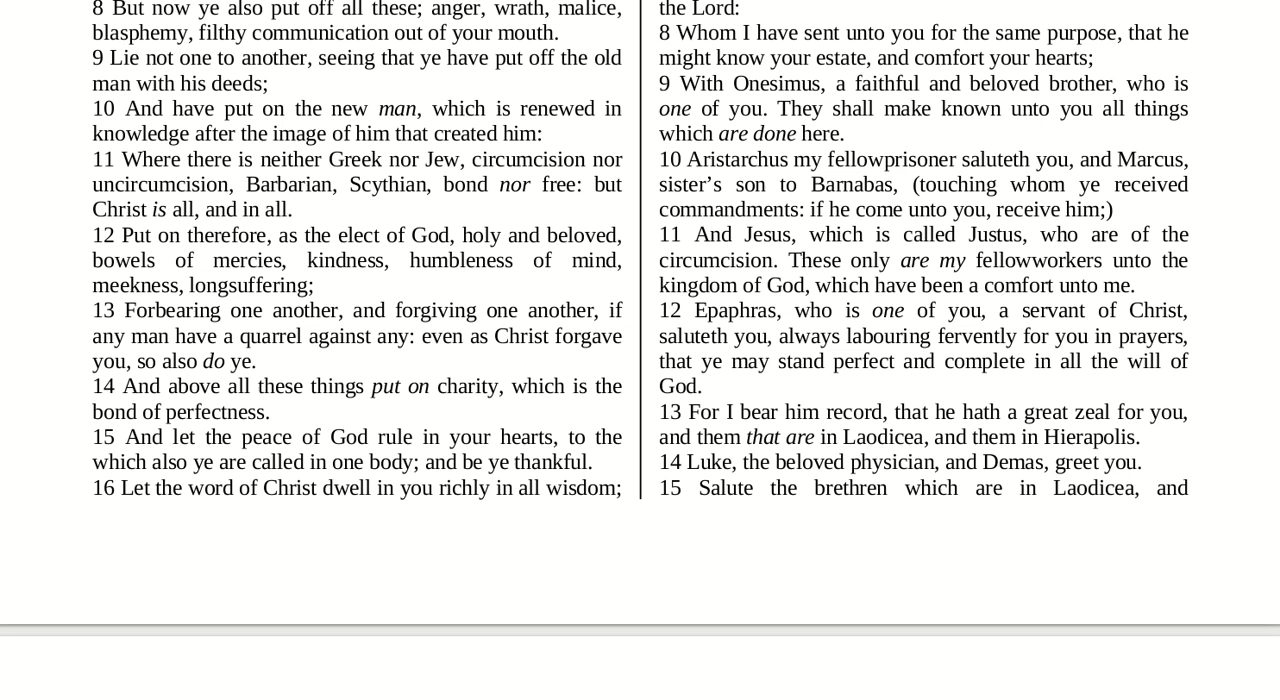 8 But now ye also put off all these; anger, wrath, malice,
blasphemy, filthy communication out of your mouth.
9 Lie not one to another, seeing that ye have put off the old
man with his deeds;
10 And have put on the new man, which is renewed in
knowledge after the image of him that created him:
11 Where there is neither Greek nor Jew, circumcision nor
uncircumcision, Barbarian, Scythian, bond nor free: but
Christ is all, and in all.
12 Put on therefore, as the elect of God, holy and beloved,
bowels of mercies, kindness, humbleness of mind,
meekness, longsuffering;
13 Forbearing one another, and forgiving one another, if
any man have a quarrel against any: even as Christ forgave
you, so also do ye.
14 And above all these things put on charity, which is the
bond of perfectness.
15 And let the peace of God rule in your hearts, to the
which also ye are called in one body; and be ye thankful.
16 Let the word of Christ dwell in you richly in all wisdom;
the Lord:
8 Whom I have sent unto you for the same purpose, that he
might know your estate, and comfort your hearts;
9 With Onesimus, a faithful and beloved brother, who is
one of you. They shall make known unto you all things
which are done here.
10 Aristarchus my fellowprisoner saluteth you, and Marcus,
sister’s son to Barnabas, (touching whom ye received
commandments: if he come unto you, receive him;)
11 And Jesus, which is called Justus, who are of the
circumcision. These only are my fellowworkers unto the
kingdom of God, which have been a comfort unto me.
12 Epaphras, who is one of you, a servant of Christ,
saluteth you, always labouring fervently for you in prayers,
that ye may stand perfect and complete in all the will of
God.
13 For I bear him record, that he hath a great zeal for you,
and them that are in Laodicea, and them in Hierapolis.
14 Luke, the beloved physician, and Demas, greet you.
15 Salute the brethren which are in Laodicea, and